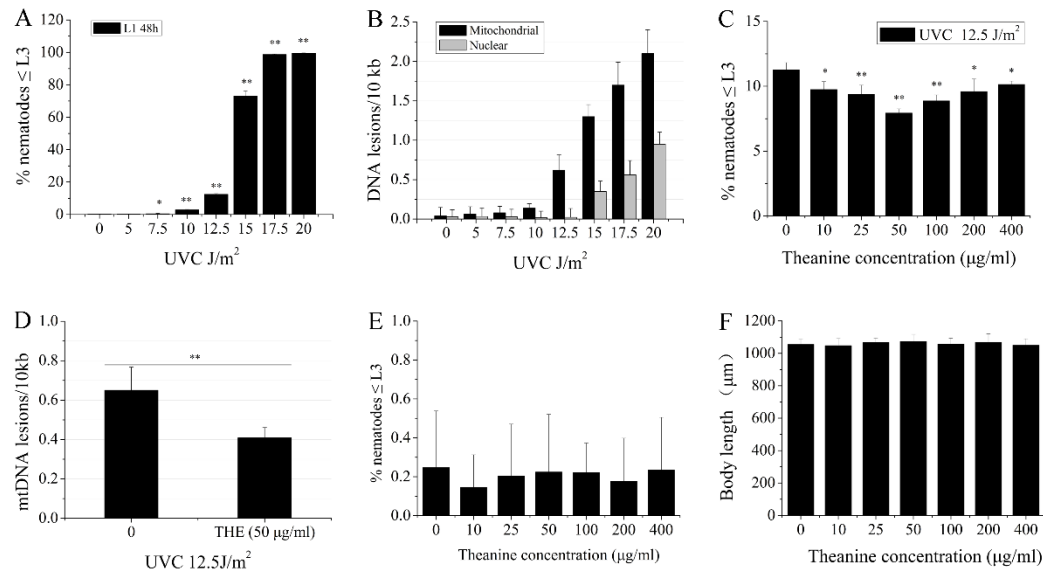 A
% nematodes ≤ L3
120
100
80
60
40
20
0
L1 48h
*
**
**
**
**
**
0 5 7.5 10 12.5 15 17.5 20
UVC J/m²
B
DNA lesions/10 kb
2.5
2.0
1.5
1.0
0.5
0.0
Mitochondrial
Nuclear
0 5 7.5 10 12.5 15 17.5 20
UVC J/m²
C
% nematodes ≤ L3
15
10
5
0
UVC 12.5 J/m²
*
**
**
**
*
*
0 10 25 50 100 200 400
Theanine concentration (μg/ml)
D
mtDNA lesions/10kb
1.0
0.8
0.6
0.4
0.2
0.0
**
0 THE (50 μg/ml)
UVC 12.5J/m²
E
% nematodes ≤ L3
1.0
0.8
0.6
0.4
0.2
0.0
0 10 25 50 100 200 400
Theanine concentration (μg/ml)
F
Body length（μm）
1200
1000
800
600
400
200
0
0 10 25 50 100 200 400
Theanine concentration (μg/ml)